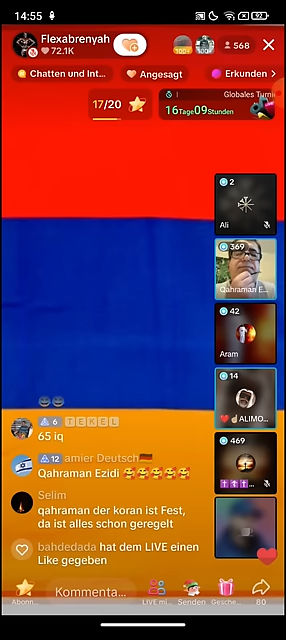 14:55
92
Flexabrenyah
72.1K
100+
568
Chatten und Int...
Angesagt
Erkunden
17/20
Globales Turni
16Tage09Stunden
2
Ali
369
Qahraman E...
42
Aram
14
ALIMO...
469
6 TEKEL
65 iq
12 amier Deutsch
Qahraman Ezidi
Selim
qahraman der koran ist Fest,
da ist alles schon geregelt
bahdedada hat dem LIVE einen
Like gegeben
Abonn...
Kommenta...
LIVE mi...
Senden
Gesche...
80